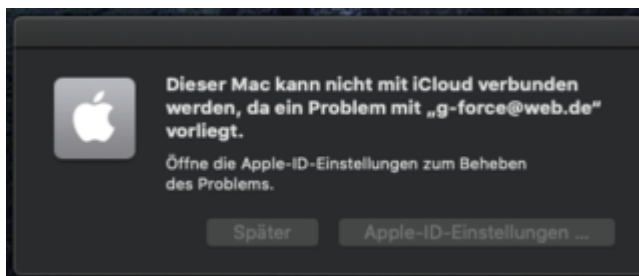 Dieser Mac kann nicht mit iCloud verbunden
werden, da ein Problem mit „g-force@web.de“
vorliegt.
Öffne die Apple-ID-Einstellungen zum Beheben
des Problems.
Später
Apple-ID-Einstellungen ...